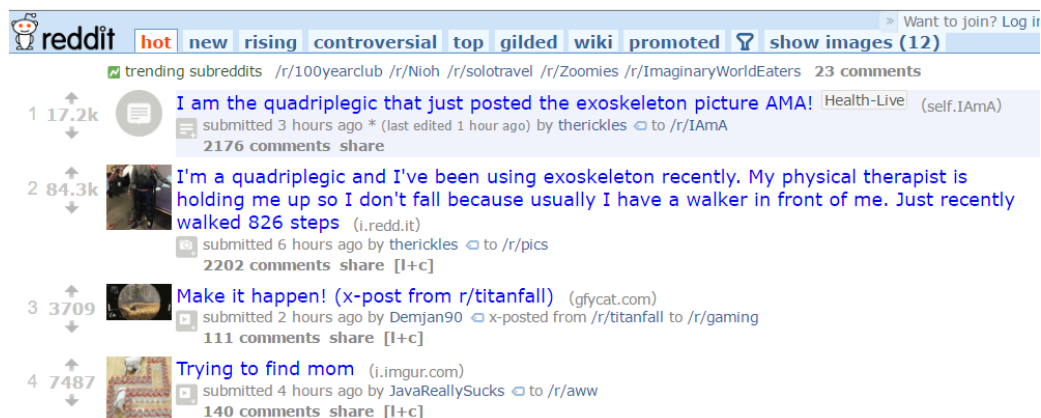 » Want to join? Log in
reddit hot new rising controversial top gilded wiki promoted show images (12)
trending subreddits /r/100yearclub /r/Nioh /r/solotravel /r/Zoomies /r/ImaginaryWorldEaters 23 comments
1 17.2k I am the quadriplegic that just posted the exoskeleton picture AMA! Health-Live (self.IAmA)
submitted 3 hours ago * (last edited 1 hour ago) by therickles to /r/IAmA
2176 comments share
I'm a quadriplegic and I've been using exoskeleton recently. My physical therapist is
2 84.3k holding me up so I don't fall because usually I have a walker in front of me. Just recently
walked 826 steps (i.redd.it)
submitted 6 hours ago by therickles to /r/pics
2202 comments share [l+c]
Make it happen! (x-post from r/titanfall) (gfycat.com)
3 3709 submitted 2 hours ago by Demjan90 x-posted from /r/titanfall to /r/gaming
111 comments share [l+c]
Trying to find mom (i.imgur.com)
4 7487 submitted 4 hours ago by JavaReallySucks to /r/aww
140 comments share [l+c]